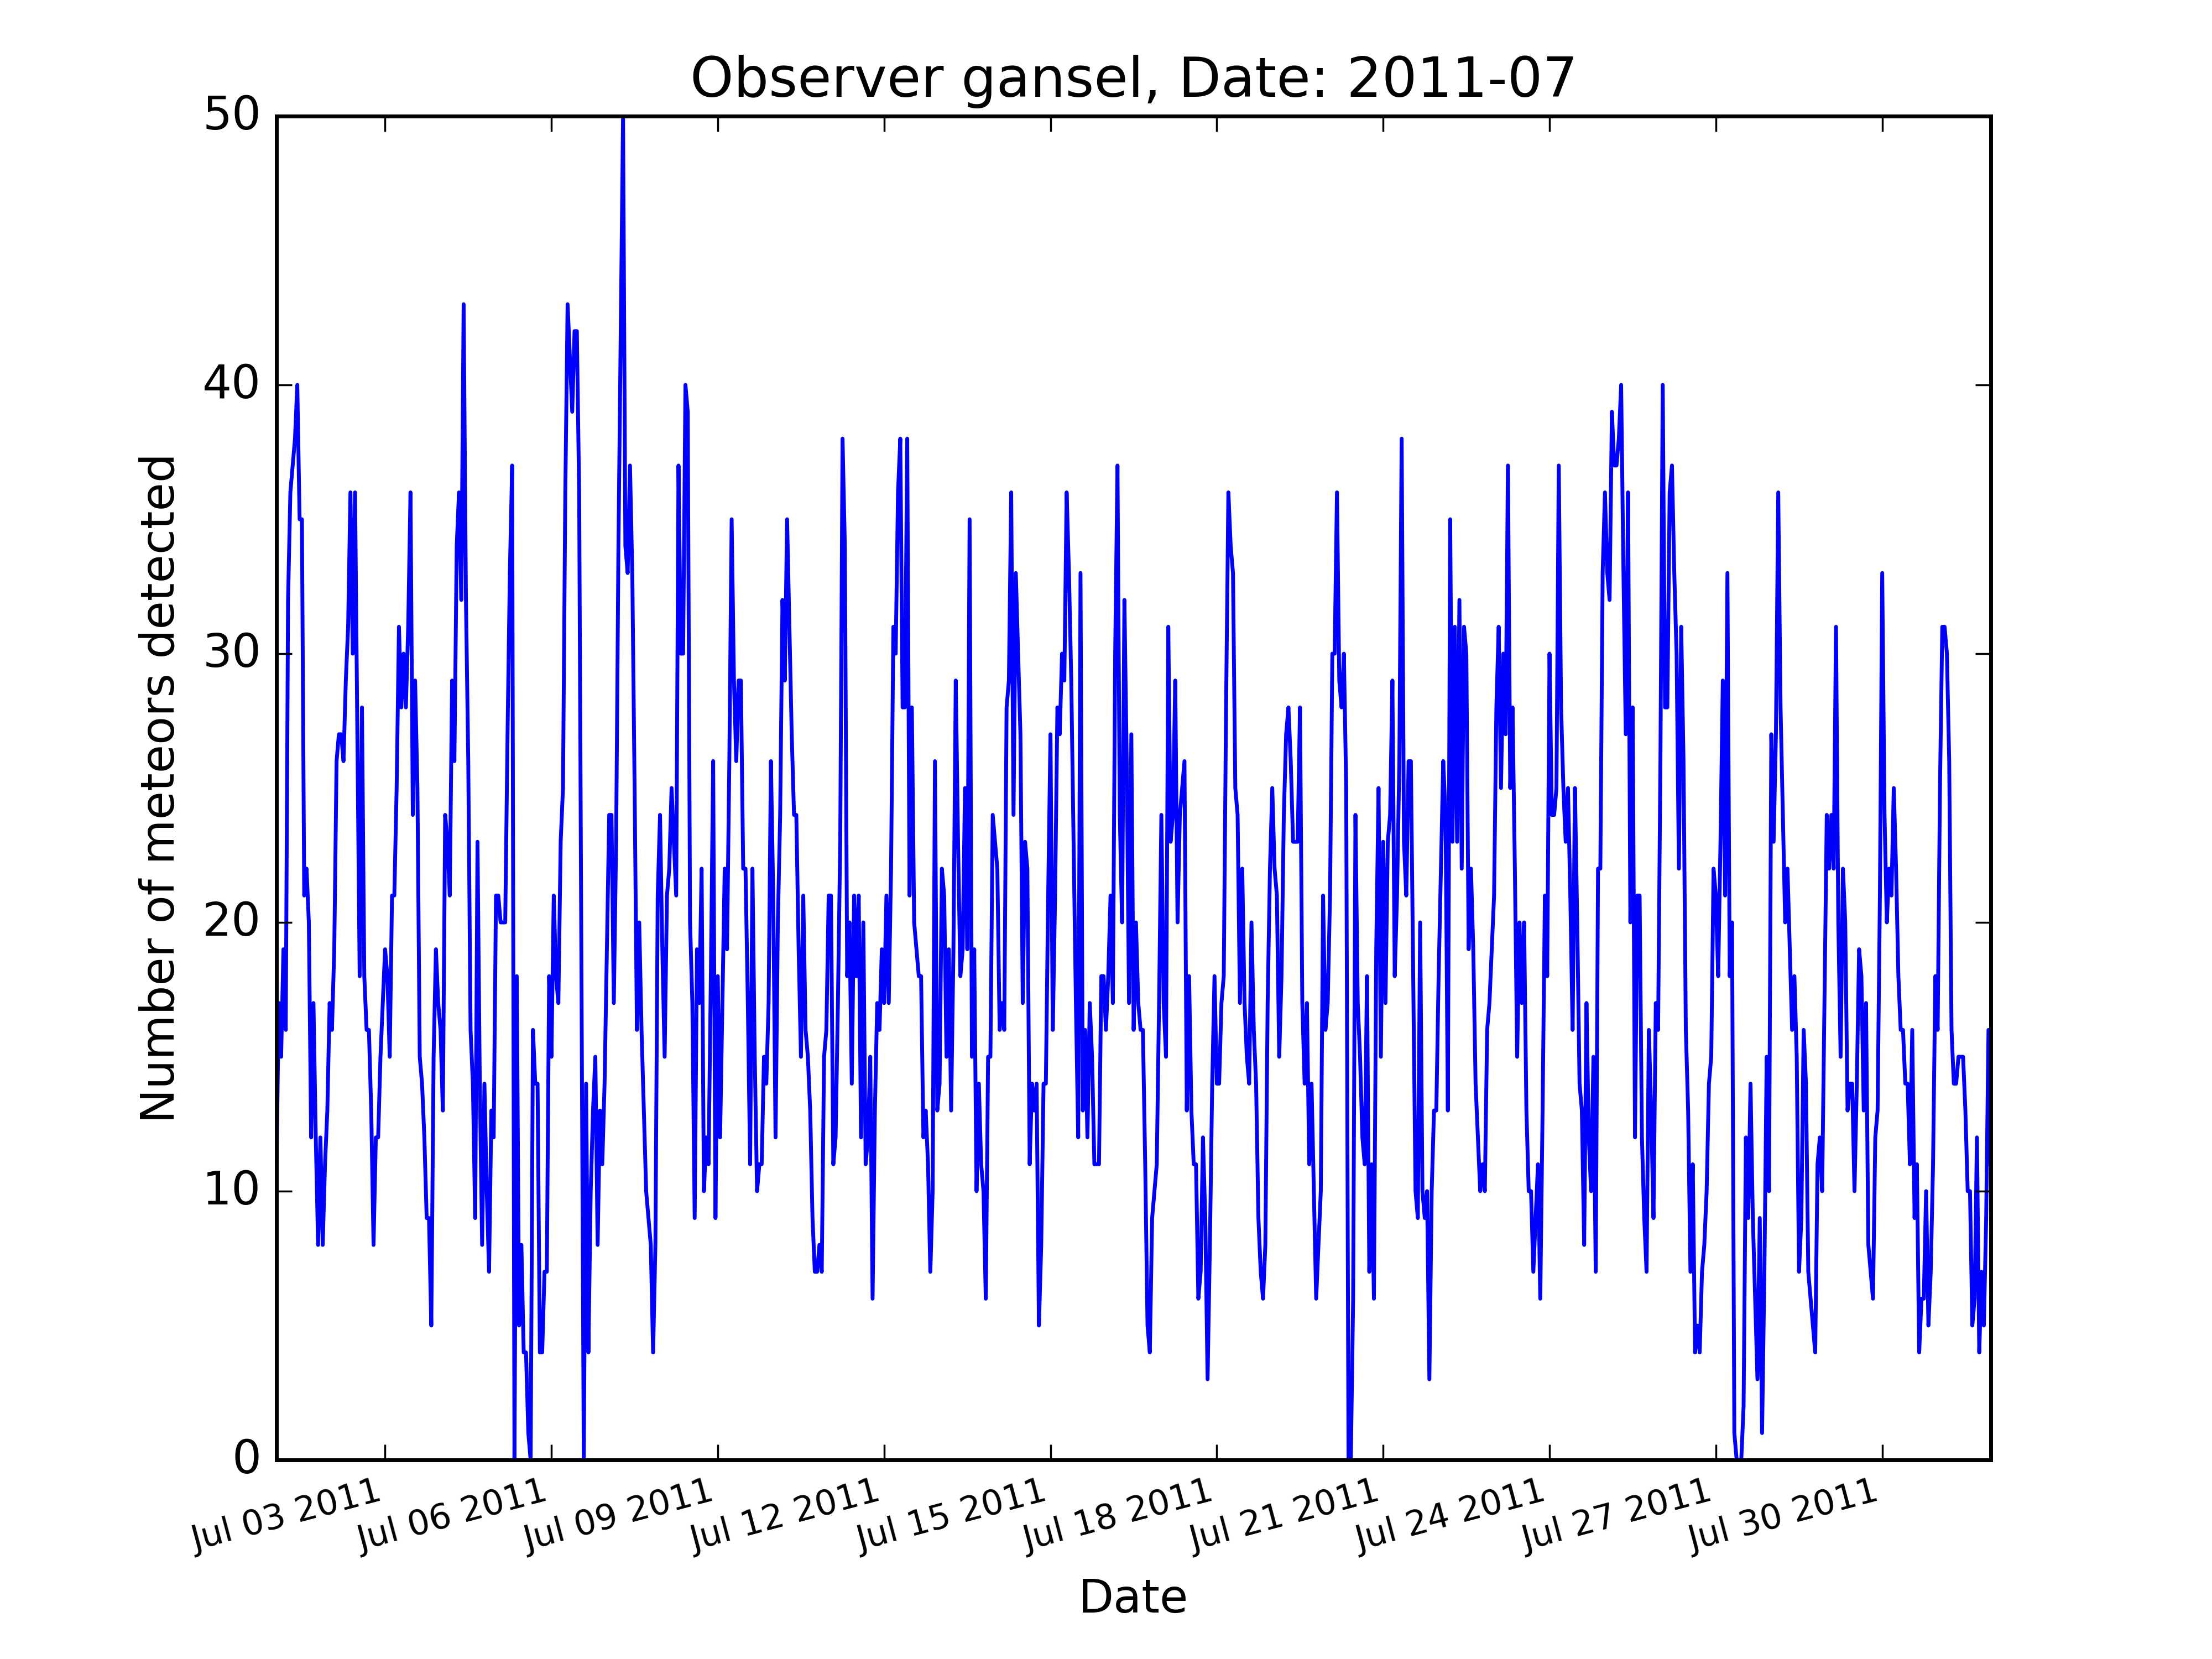 Observer gansel, Date: 2011-07
50
40
30
20
10
0
Number of meteors detected
Jul 03 2011
Jul 06 2011
Jul 09 2011
Jul 12 2011
Jul 15 2011
Jul 18 2011
Jul 21 2011
Jul 24 2011
Jul 27 2011
Jul 30 2011
Date